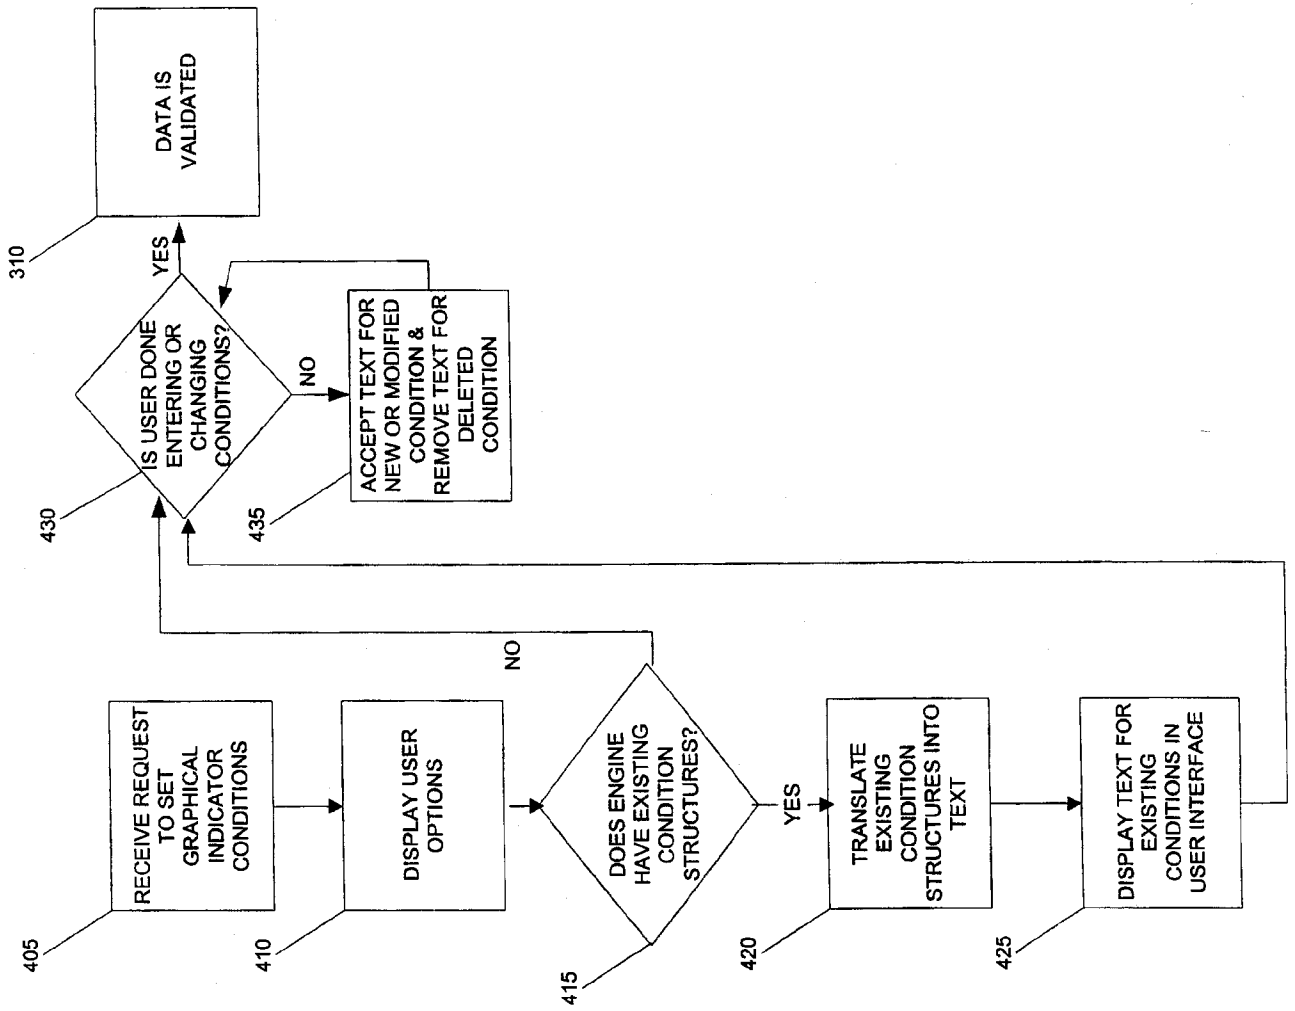 405
RECEIVE REQUEST
TO SET
GRAPHICAL
INDICATOR
CONDITIONS
410
DISPLAY USER
OPTIONS
415
DOES ENGINE
HAVE EXISTING
CONDITION
STRUCTURES?
NO
YES
420
TRANSLATE
EXISTING
CONDITION
STRUCTURES INTO
TEXT
425
DISPLAY TEXT FOR
EXISTING
CONDITIONS IN
USER INTERFACE
430
IS USER DONE
ENTERING OR
CHANGING
CONDITIONS?
YES
NO
435
ACCEPT TEXT FOR
NEW OR MODIFIED
CONDITION &
REMOVE TEXT FOR
DELETED
CONDITION
310
DATA IS
VALIDATED